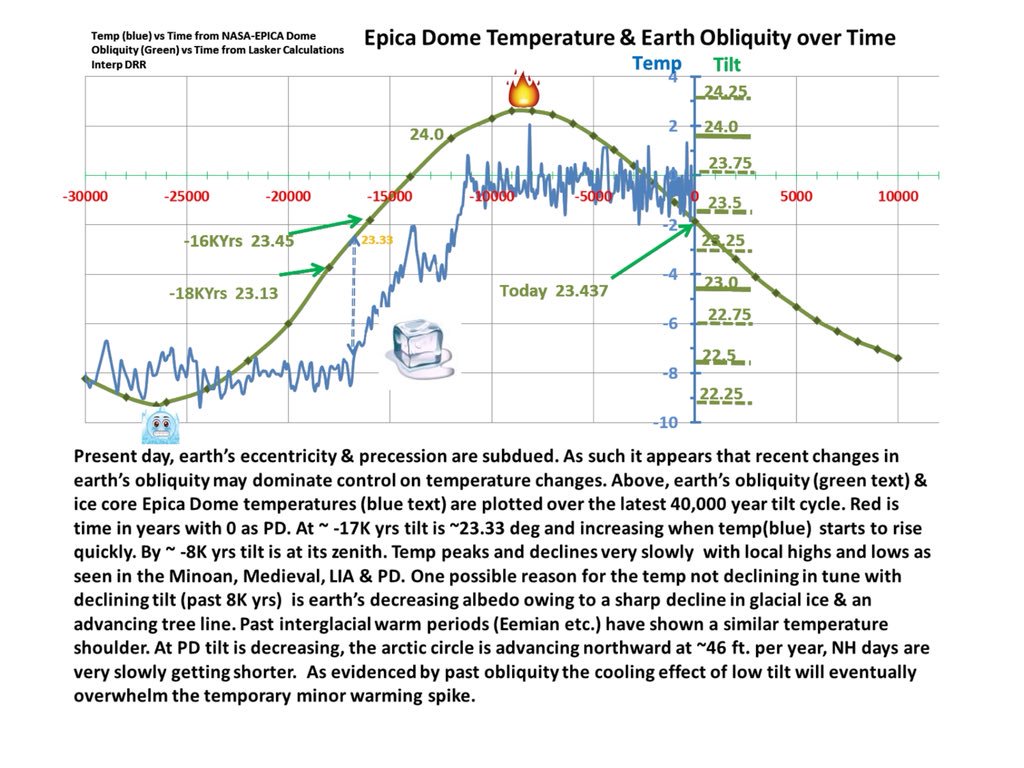 Temp (blue) vs Time from NASA-EPICA Dome
Obliquity (Green) vs Time from Lasker Calculations
Interp DRR
Epica Dome Temperature & Earth Obliquity over Time
Temp Tilt
4
24.25
2
24.0
24.0
23.75
0
-30000 -25000 -20000 -15000 -10000 -5000 0 5000 10000
23.5
-2
-16KYrs 23.45
23.33
23.25
-4
23.0
-18KYrs 23.13
Today 23.437
22.75
-6
22.5
-8
22.25
-10
Present day, earth's eccentricity & precession are subdued. As such it appears that recent changes in
earth's obliquity may dominate control on temperature changes. Above, earth's obliquity (green text) &
ice core Epica Dome temperatures (blue text) are plotted over the latest 40,000 year tilt cycle. Red is
time in years with 0 as PD. At ~ -17K yrs tilt is ~23.33 deg and increasing when temp(blue) starts to rise
quickly. By ~ -8K yrs tilt is at its zenith. Temp peaks and declines very slowly with local highs and lows as
seen in the Minoan, Medieval, LIA & PD. One possible reason for the temp not declining in tune with
declining tilt (past 8K yrs) is earth's decreasing albedo owing to a sharp decline in glacial ice & an
advancing tree line. Past interglacial warm periods (Eemian etc.) have shown a similar temperature
shoulder. At PD tilt is decreasing, the arctic circle is advancing northward at ~46 ft. per year, NH days are
very slowly getting shorter. As evidenced by past obliquity the cooling effect of low tilt will eventually
overwhelm the temporary minor warming spike.